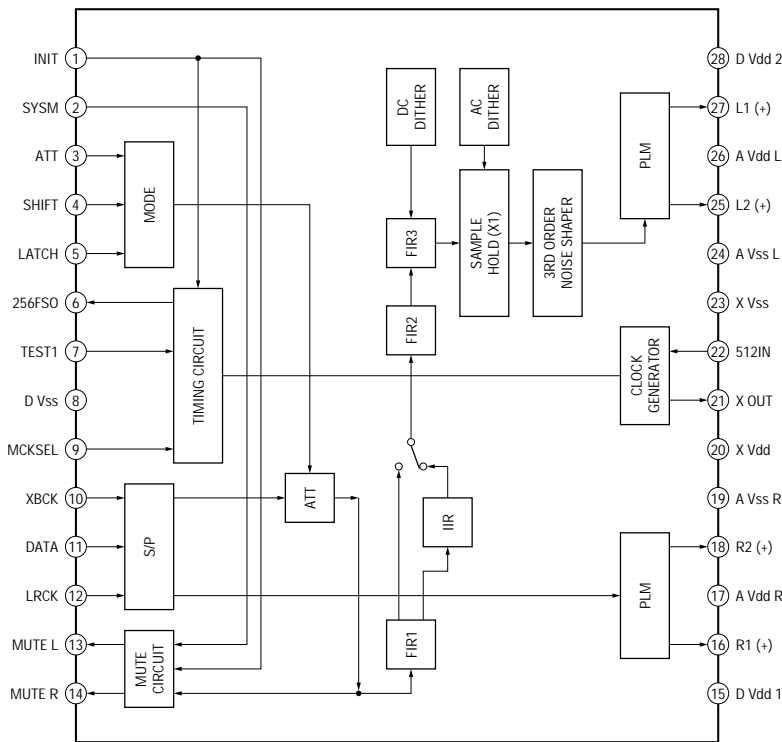 INIT 1
SYSM 2
ATT 3
SHIFT 4
LATCH 5
256FSO 6
TEST1 7
D Vss 8
MCKSEL 9
XBCK 10
DATA 11
LRCK 12
MUTE L 13
MUTE R 14
MODE
TIMING CIRCUIT
S/P
MUTE
CIRCUIT
ATT
DC
DITHER
AC
DITHER
FIR3
FIR2
SAMPLE
HOLD (X1)
3RD ORDER
NOISE SHAPER
IIR
FIR1
PLM
CLOCK
GENERATOR
PLM
28 D Vdd 2
27 L1 (+)
26 A Vdd L
25 L2 (+)
24 A Vss L
23 X Vss
22 512IN
21 X OUT
20 X Vdd
19 A Vss R
18 R2 (+)
17 A Vdd R
16 R1 (+)
15 D Vdd 1